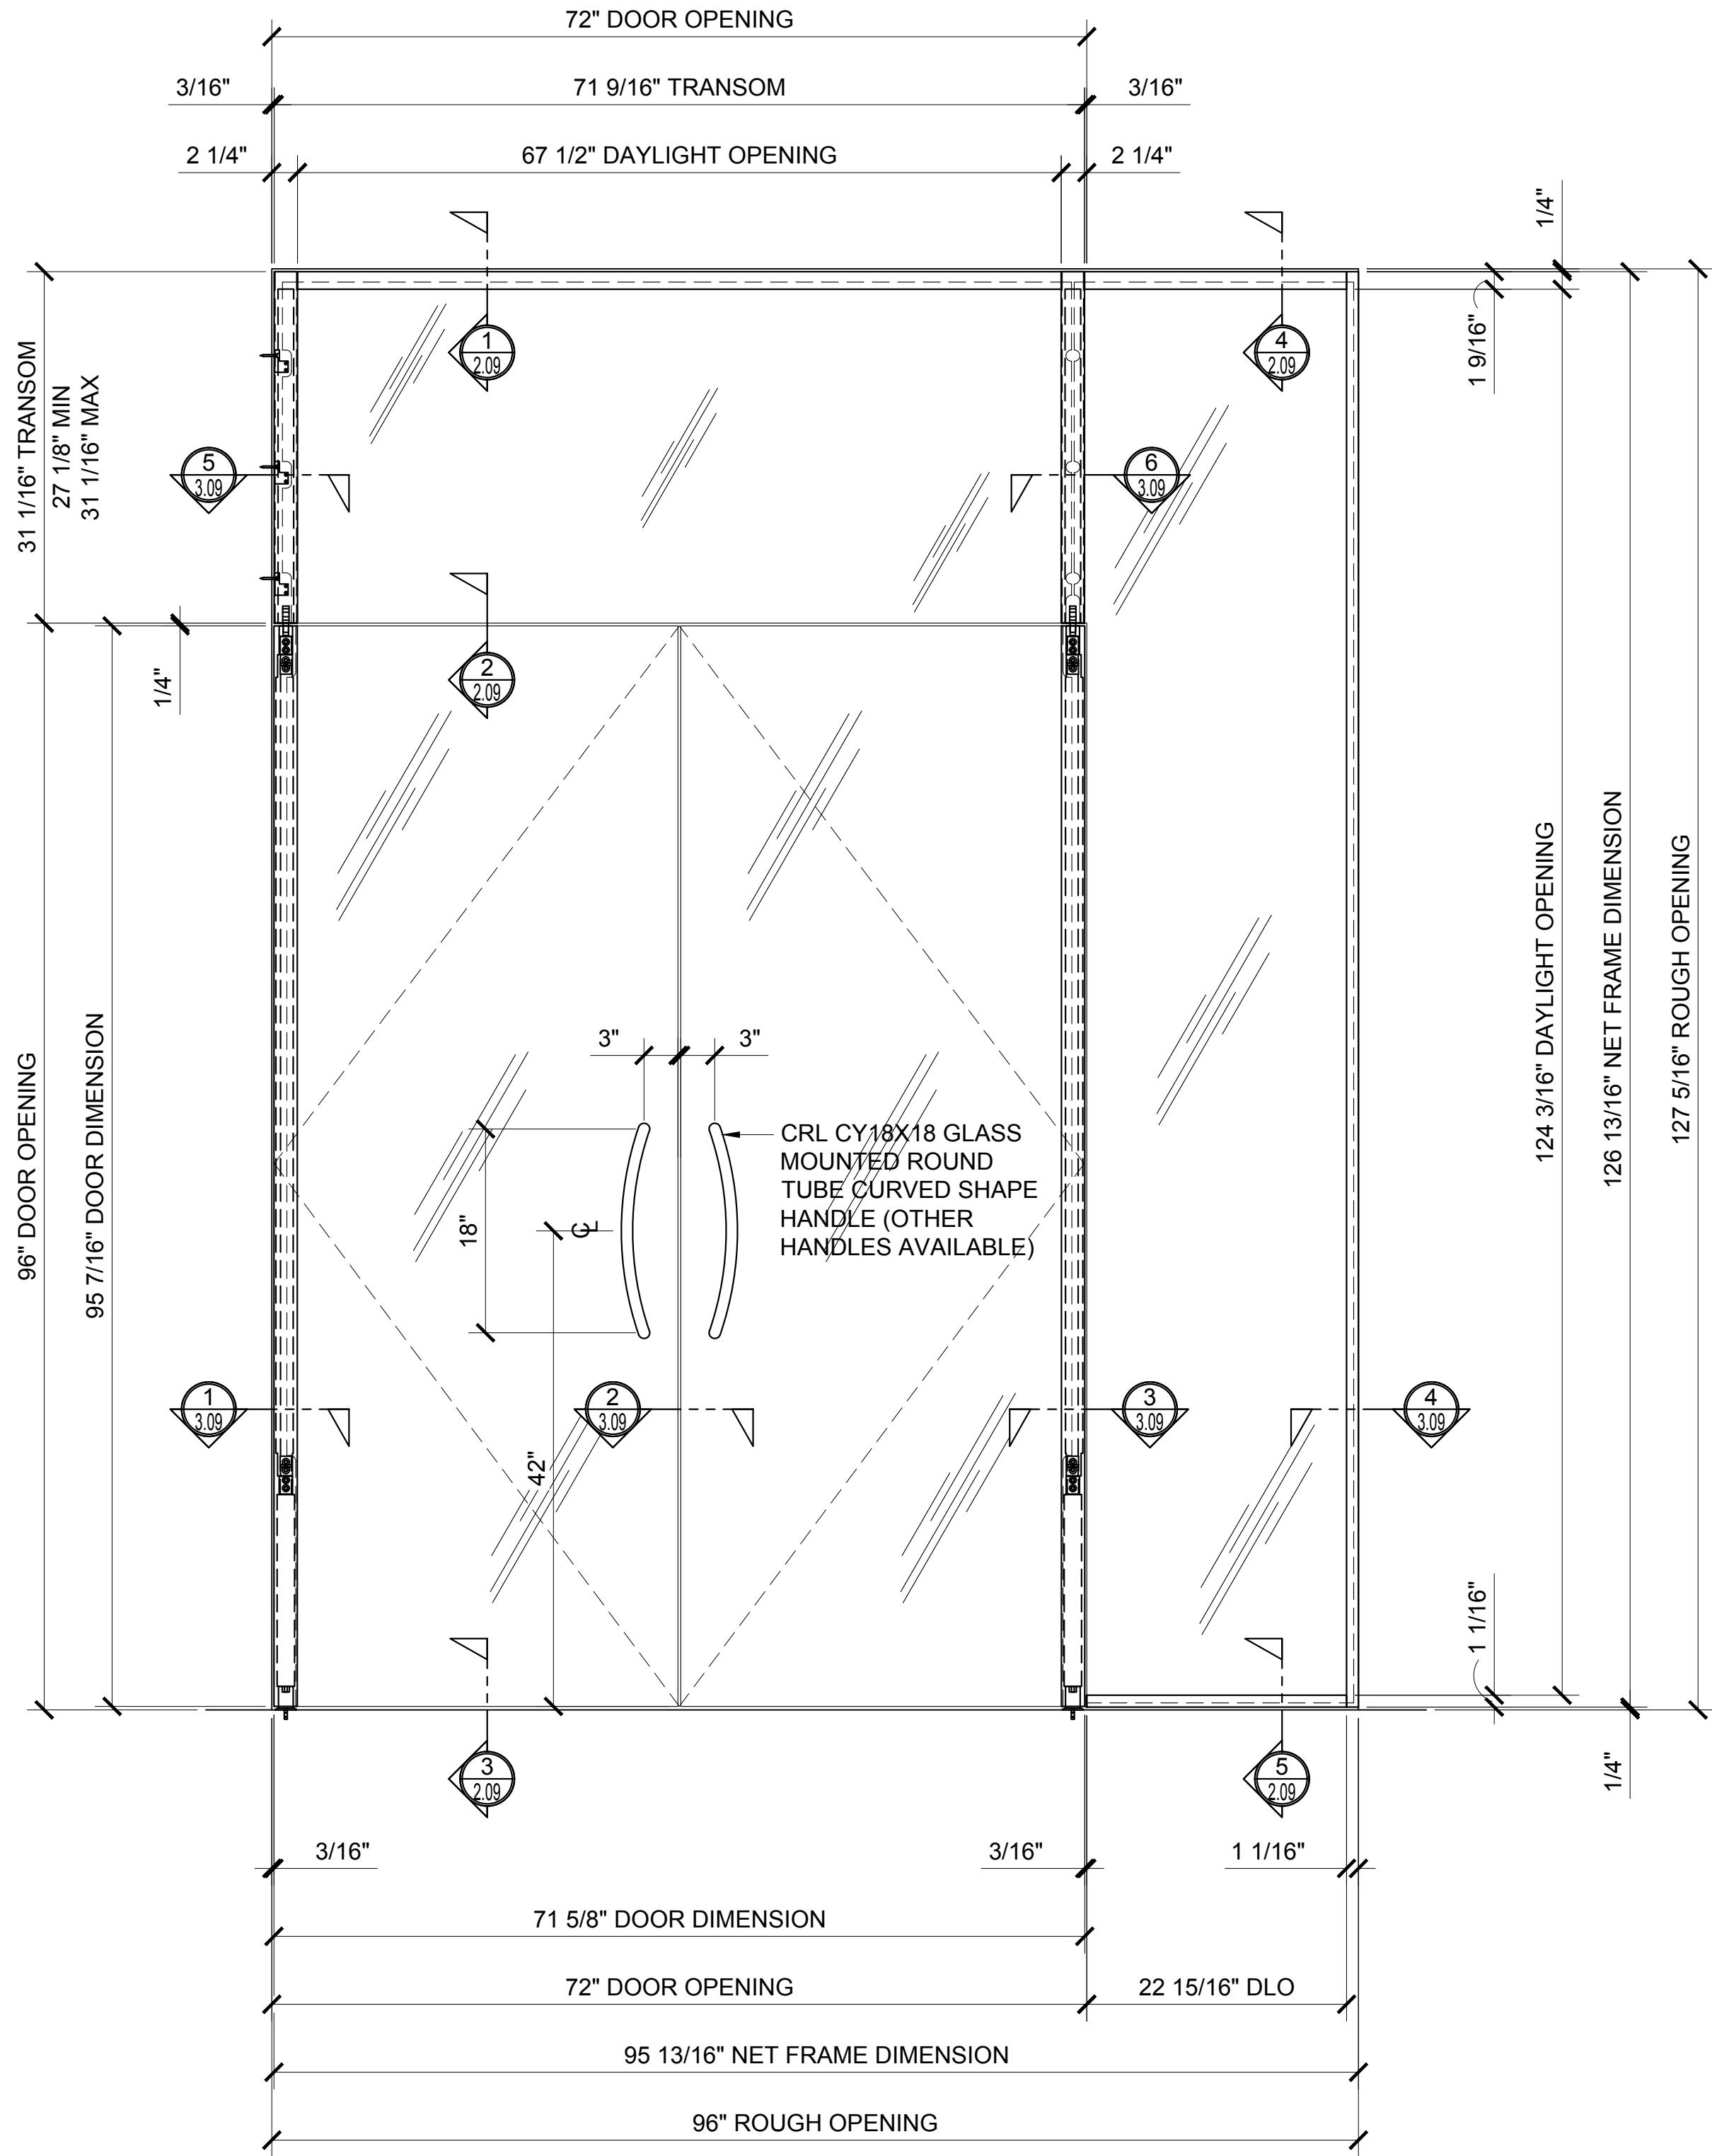 72" DOOR OPENING
3/16"
71 9/16" TRANSOM
3/16"
2 1/4"
67 1/2" DAYLIGHT OPENING
2 1/4"
1/4"
1 9/16"
31 1/16" TRANSOM
27 1/8" MIN
31 1/16" MAX
1
2.09
4
2.09
5
3.09
6
3.09
2
2.09
1/4"
96" DOOR OPENING
95 7/16" DOOR DIMENSION
124 3/16" DAYLIGHT OPENING
126 13/16" NET FRAME DIMENSION
127 5/16" ROUGH OPENING
3"
3"
CRL CY18X18 GLASS
MOUNTED ROUND
TUBE CURVED SHAPE
HANDLE (OTHER
HANDLES AVAILABLE)
18"
CL
42"
1
3.09
2
3.09
3
3.09
4
3.09
1 1/16"
3
2.09
5
2.09
1/4"
3/16"
3/16"
1 1/16"
71 5/8" DOOR DIMENSION
72" DOOR OPENING
22 15/16" DLO
95 13/16" NET FRAME DIMENSION
96" ROUGH OPENING